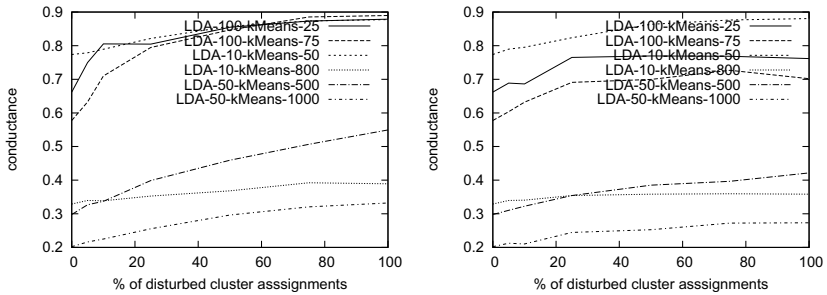 0.9
0.8
0.7
0.6
0.5
0.4
0.3
0.2
conductance
0 20 40 60 80 100
% of disturbed cluster asssignments
LDA-100-kMeans-25
LDA-100-kMeans-75
LDA-10-kMeans-50
LDA-10-kMeans-800
LDA-50-kMeans-500
LDA-50-kMeans-1000
0.9
0.8
0.7
0.6
0.5
0.4
0.3
0.2
conductance
0 20 40 60 80 100
% of disturbed cluster asssignments
LDA-100-kMeans-25
LDA-100-kMeans-75
LDA-10-kMeans-50
LDA-10-kMeans-800
LDA-50-kMeans-500
LDA-50-kMeans-1000